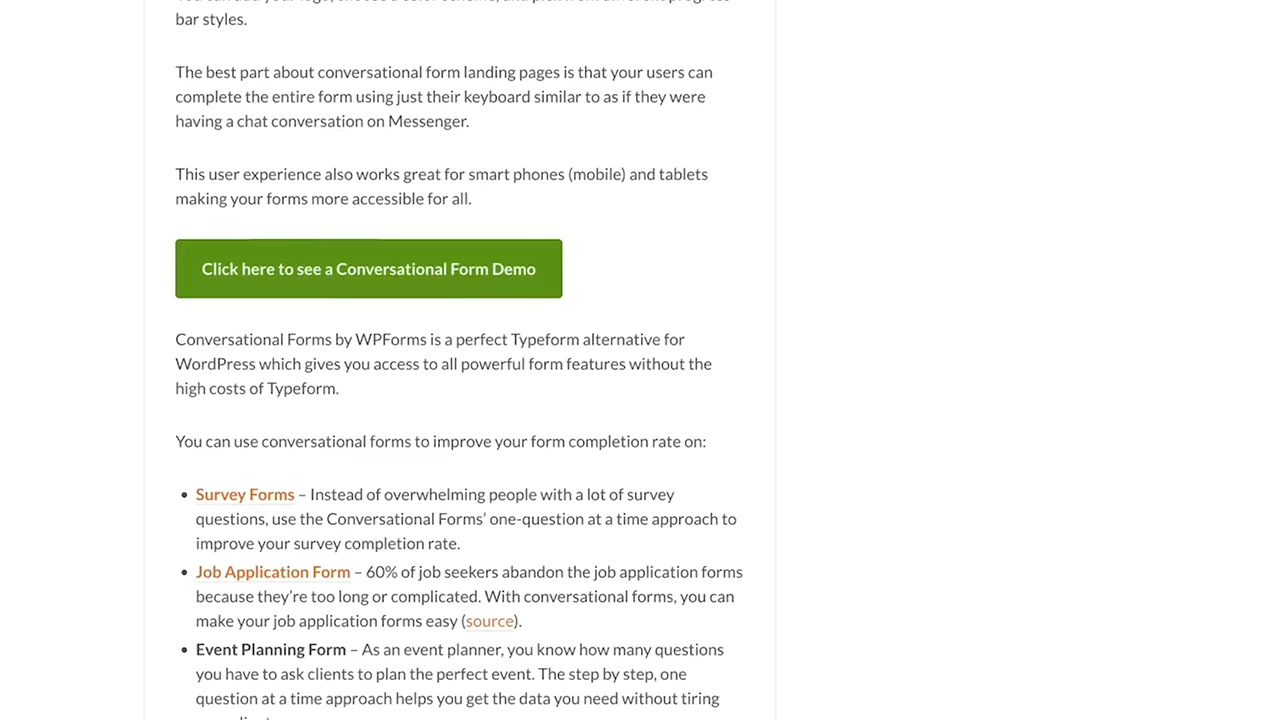 bar styles.
The best part about conversational form landing pages is that your users can
complete the entire form using just their keyboard similar to as if they were
having a chat conversation on Messenger.
This user experience also works great for smart phones (mobile) and tablets
making your forms more accessible for all.
Click here to see a Conversational Form Demo
Conversational Forms by WPForms is a perfect Typeform alternative for
WordPress which gives you access to all powerful form features without the
high costs of Typeform.
You can use conversational forms to improve your form completion rate on:
• Survey Forms – Instead of overwhelming people with a lot of survey
questions, use the Conversational Forms’ one-question at a time approach to
improve your survey completion rate.
• Job Application Form – 60% of job seekers abandon the job application forms
because they’re too long or complicated. With conversational forms, you can
make your job application forms easy (source).
• Event Planning Form – As an event planner, you know how many questions
you have to ask clients to plan the perfect event. The step by step, one
question at a time approach helps you get the data you need without tiring